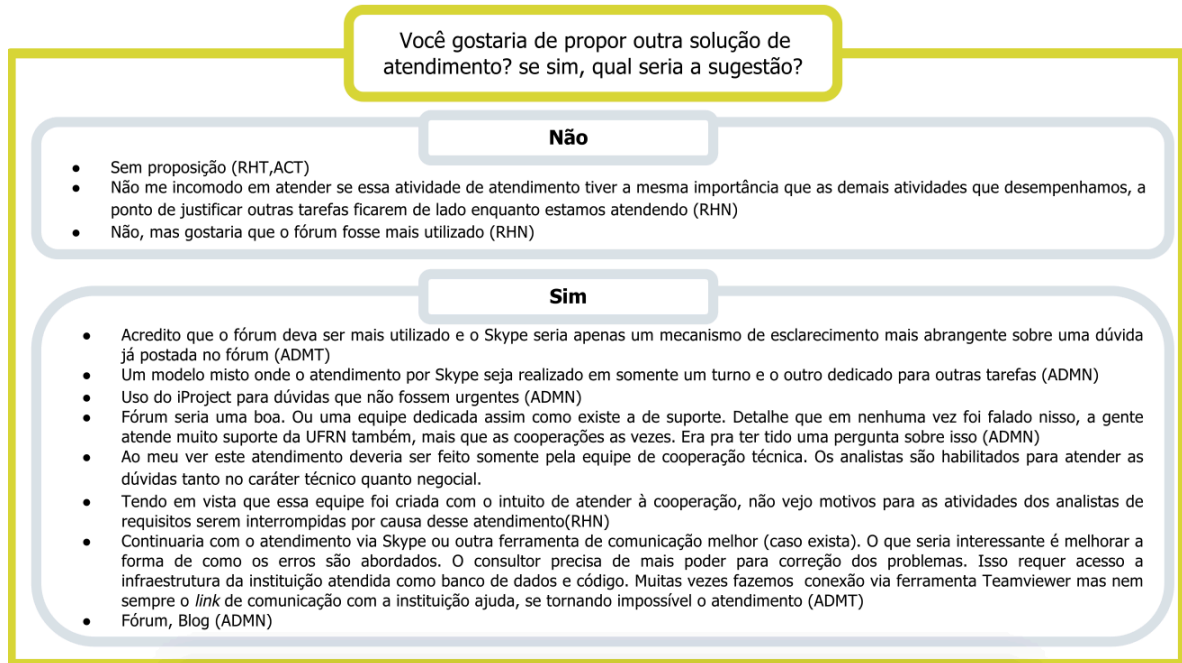 Você gostaria de propor outra solução de
atendimento? se sim, qual seria a sugestão?
Não
● Sem proposição (RHT,ACT)
● Não me incomodo em atender se essa atividade de atendimento tiver a mesma importância que as demais atividades que desempenhamos, a
ponto de justificar outras tarefas ficarem de lado enquanto estamos atendendo (RHN)
● Não, mas gostaria que o fórum fosse mais utilizado (RHN)
Sim
● Acredito que o fórum deva ser mais utilizado e o Skype seria apenas um mecanismo de esclarecimento mais abrangente sobre uma dúvida
já postada no fórum (ADMT)
● Um modelo misto onde o atendimento por Skype seja realizado em somente um turno e o outro dedicado para outras tarefas (ADMN)
● Uso do iProject para dúvidas que não fossem urgentes (ADMN)
● Fórum seria uma boa. Ou uma equipe dedicada assim como existe a de suporte. Detalhe que em nenhuma vez foi falado nisso, a gente
atende muito suporte da UFRN também, mais que as cooperações as vezes. Era pra ter tido uma pergunta sobre isso (ADMN)
● Ao meu ver este atendimento deveria ser feito somente pela equipe de cooperação técnica. Os analistas são habilitados para atender as
dúvidas tanto no caráter técnico quanto negocial.
● Tendo em vista que essa equipe foi criada com o intuito de atender à cooperação, não vejo motivos para as atividades dos analistas de
requisitos serem interrompidas por causa desse atendimento(RHN)
● Continuaria com o atendimento via Skype ou outra ferramenta de comunicação melhor (caso exista). O que seria interessante é melhorar a
forma de como os erros são abordados. O consultor precisa de mais poder para correção dos problemas. Isso requer acesso a
infraestrutura da instituição atendida como banco de dados e código. Muitas vezes fazemos conexão via ferramenta Teamviewer mas nem
sempre o link de comunicação com a instituição ajuda, se tornando impossível o atendimento (ADMT)
● Fórum, Blog (ADMN)